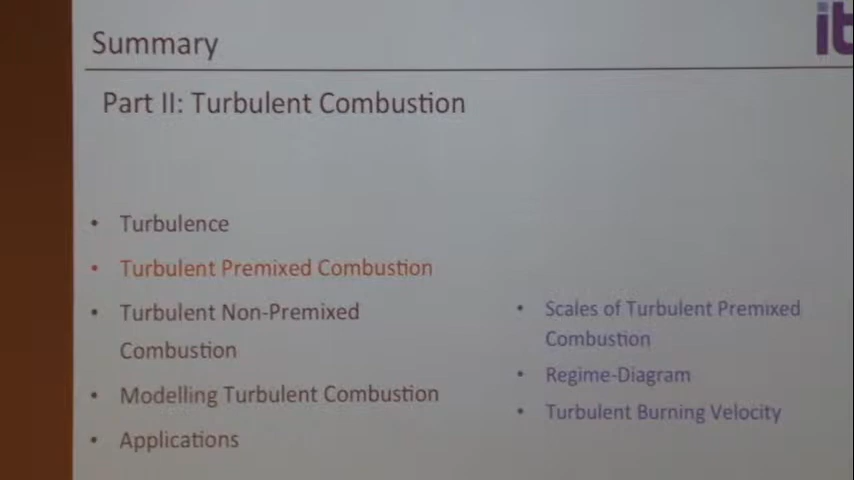 Summary
it
Part II: Turbulent Combustion
• Turbulence
• Turbulent Premixed Combustion
• Turbulent Non-Premixed
Combustion
• Modelling Turbulent Combustion
• Applications
• Scales of Turbulent Premixed
Combustion
• Regime-Diagram
• Turbulent Burning Velocity